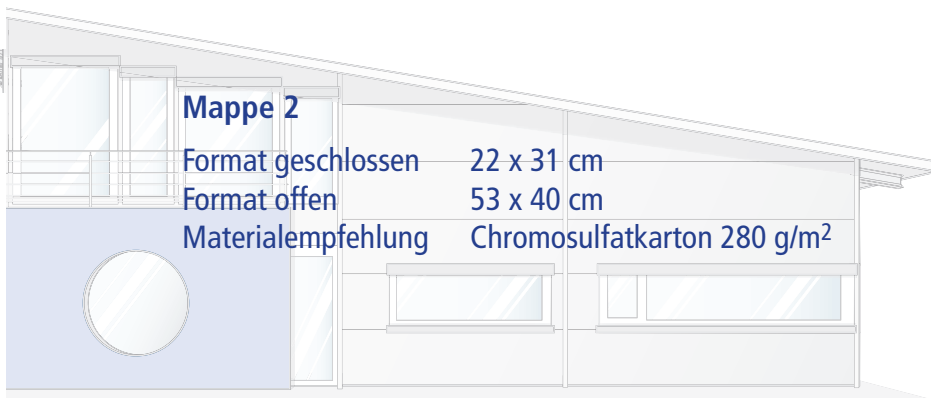 Mappe 2
Format geschlossen 22 x 31 cm
Format offen 53 x 40 cm
Materialempfehlung Chromosulfatkarton 280 g/m²